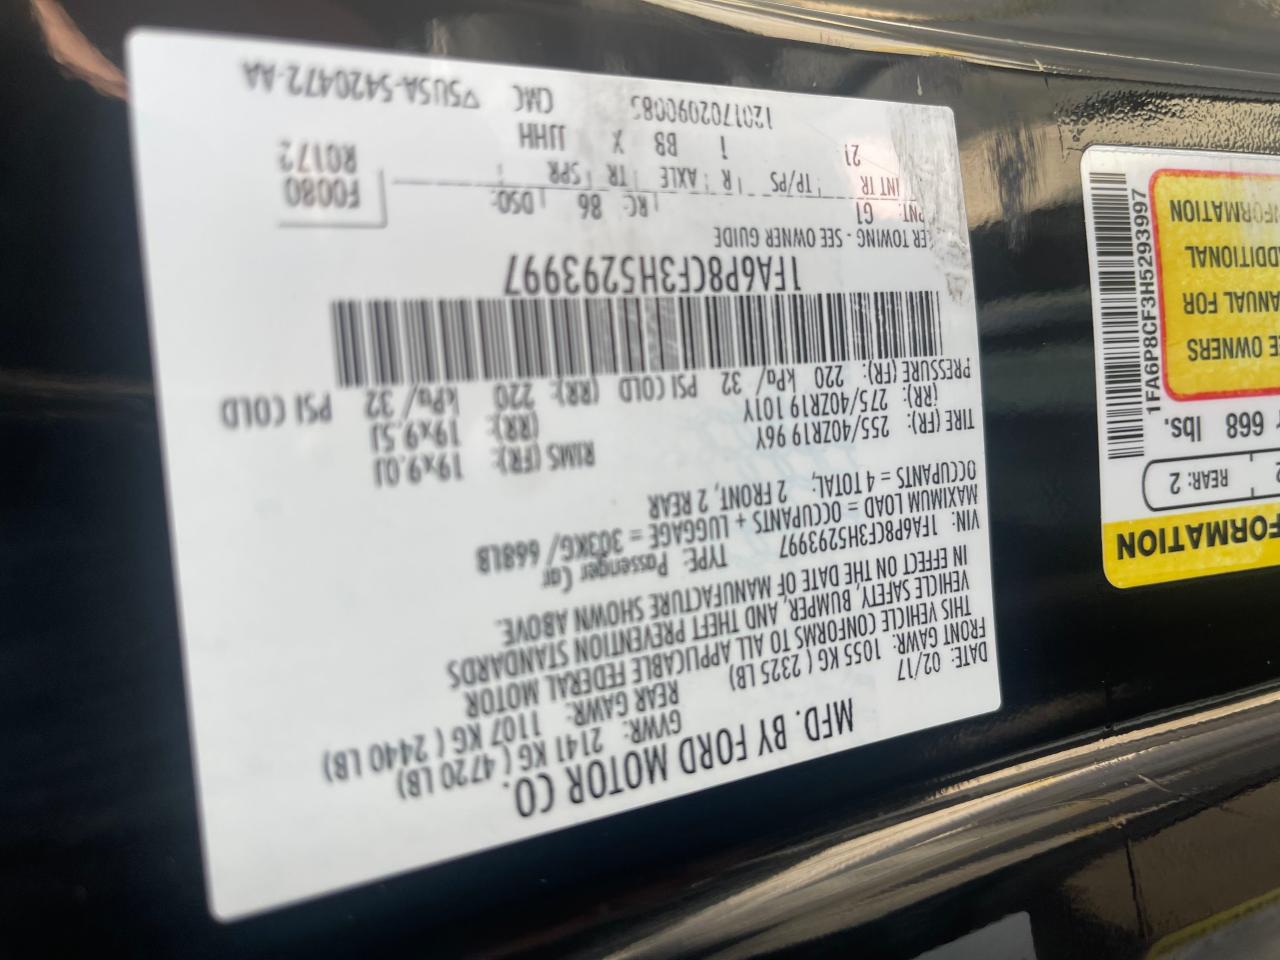 MFD. BY FORD MOTOR CO.
DATE: 02/17 GVWR: 2141 KG ( 4720 LB)
FRONT GAWR: 1055 KG ( 2325 LB) REAR GAWR: 1107 KG ( 2440 LB)
THIS VEHICLE CONFORMS TO ALL APPLICABLE FEDERAL MOTOR
VEHICLE SAFETY, BUMPER, AND THEFT PREVENTION STANDARDS
IN EFFECT ON THE DATE OF MANUFACTURE SHOWN ABOVE.
VIN: 1FA6P8CF3H5293997 TYPE: Passenger Car
MAXIMUM LOAD = OCCUPANTS + LUGGAGE = 303KG/ 668LB
OCCUPANTS = 4 TOTAL; 2 FRONT, 2 REAR
RIMS (FR): 19x9.0J
TIRE (FR): 255/40ZR19 96Y (RR): 19x9.5J
(RR): 275/40ZR19 101Y
PRESSURE (FR): 220 kPa/ 32 PSI COLD (RR): 220 kPa/ 32 PSI COLD
1FA6P8CF3H5293997
TOWING - SEE OWNER GUIDE
PNT: G1 RC: 86 DSO: F0080
INT TR TP/PS R AXLE TR SPR R0172
21 I B8 X JJHH
1201702090085 CMC ▽5USA-5420472-AA
FORMATION
REAR: 2
668 lbs.
OWNERS
ANUAL FOR
DDITIONAL
FORMATION
1FA6P8CF3H5293997